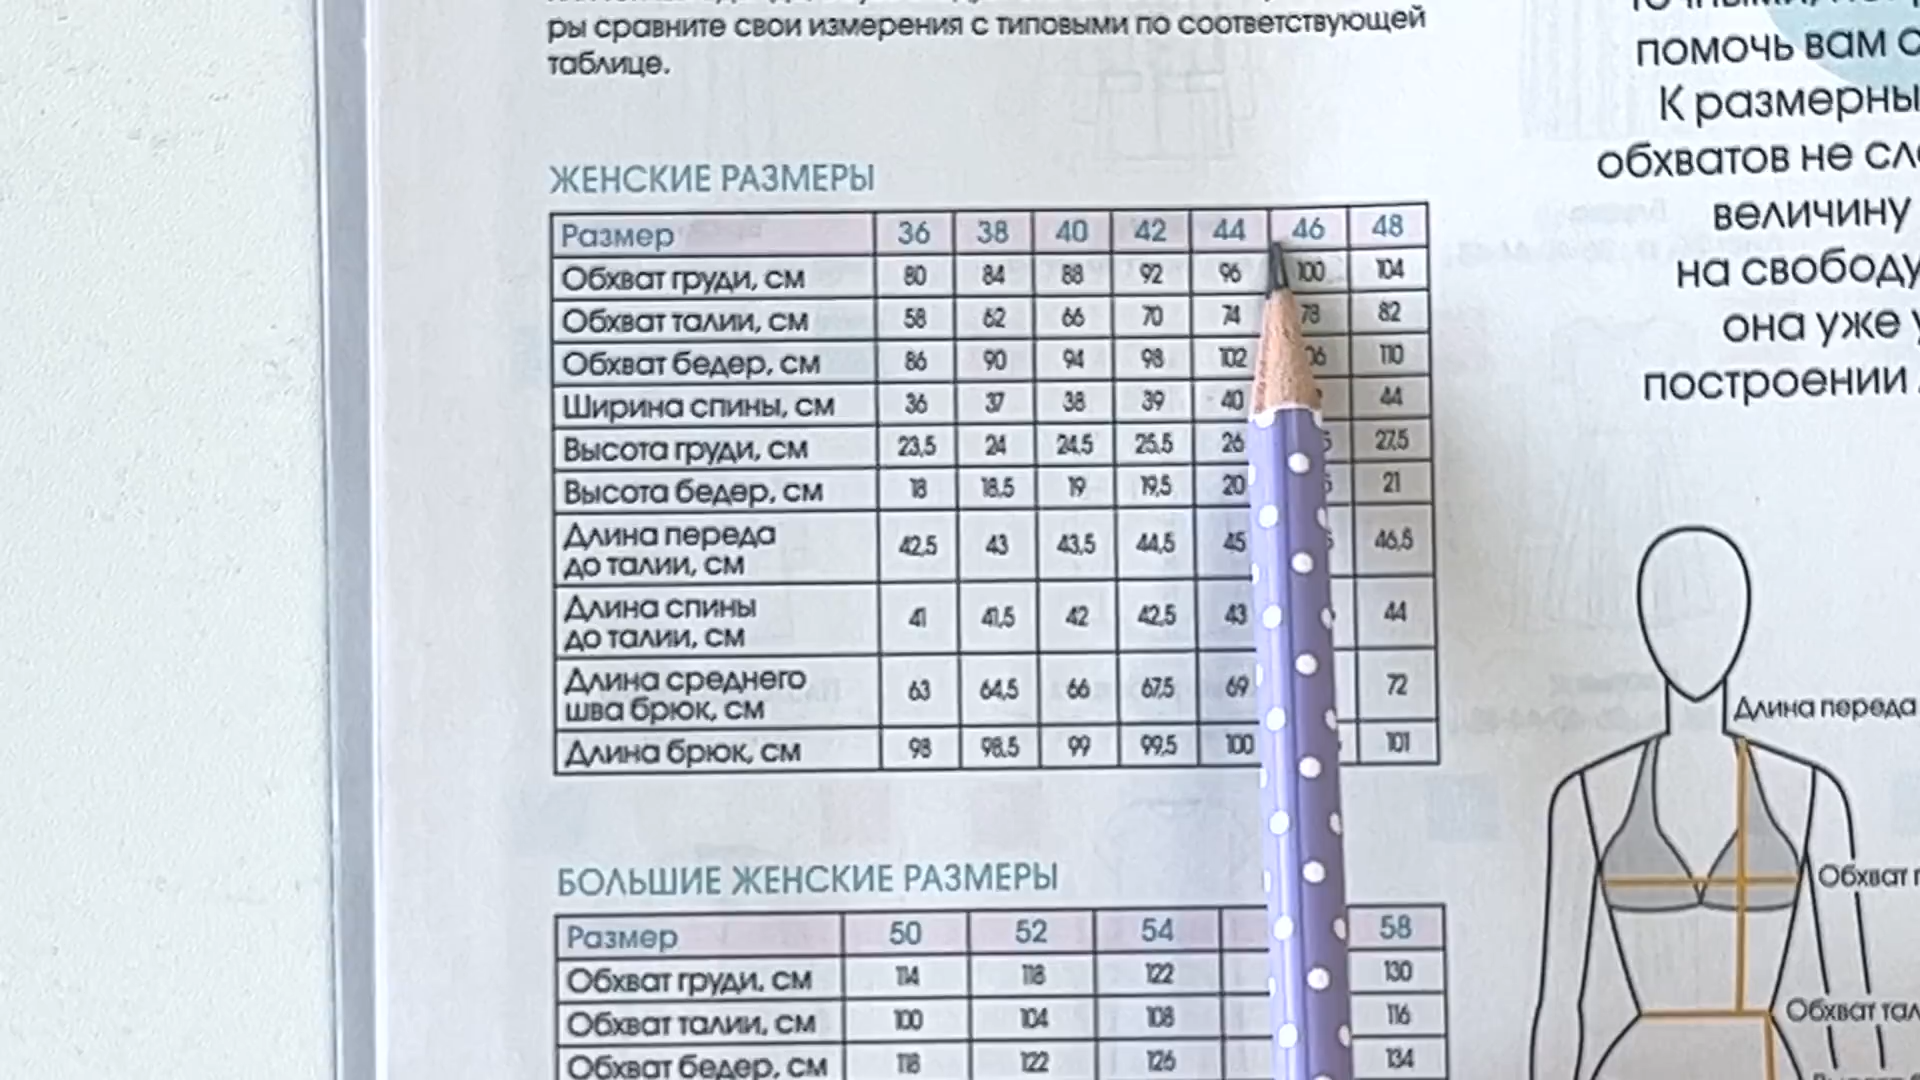 ры сравните свои измерения с типовыми по соответствующей
таблице.
ЖЕНСКИЕ РАЗМЕРЫ
Размер 36 38 40 42 44 46 48
Обхват груди, см 80 84 88 92 96 100 104
Обхват талии, см 58 62 66 70 74 78 82
Обхват бедер, см 86 90 94 98 102 06 110
Ширина спины, см 36 37 38 39 40 44
Высота груди, см 23,5 24 24,5 25,5 26 5 27,5
Высота бедер, см 18 18,5 19 19,5 20 5 21
Длина переда
до талии, см 42,5 43 43,5 44,5 45 5 46,5
Длина спины
до талии, см 41 41,5 42 42,5 43 44
Длина среднего
шва брюк, см 63 64,5 66 67,5 69 72
Длина брюк, см 98 98,5 99 99,5 100 101
БОЛЬШИЕ ЖЕНСКИЕ РАЗМЕРЫ
Размер 50 52 54 58
Обхват груди, см 114 118 122 130
Обхват талии, см 100 104 108 116
Обхват бедер, см 118 122 126 134
помочь вам с
К размерны
обхватов не сл
величину
на свободу
она уже у
построении
Длина переда
Обхват г
Обхват тал